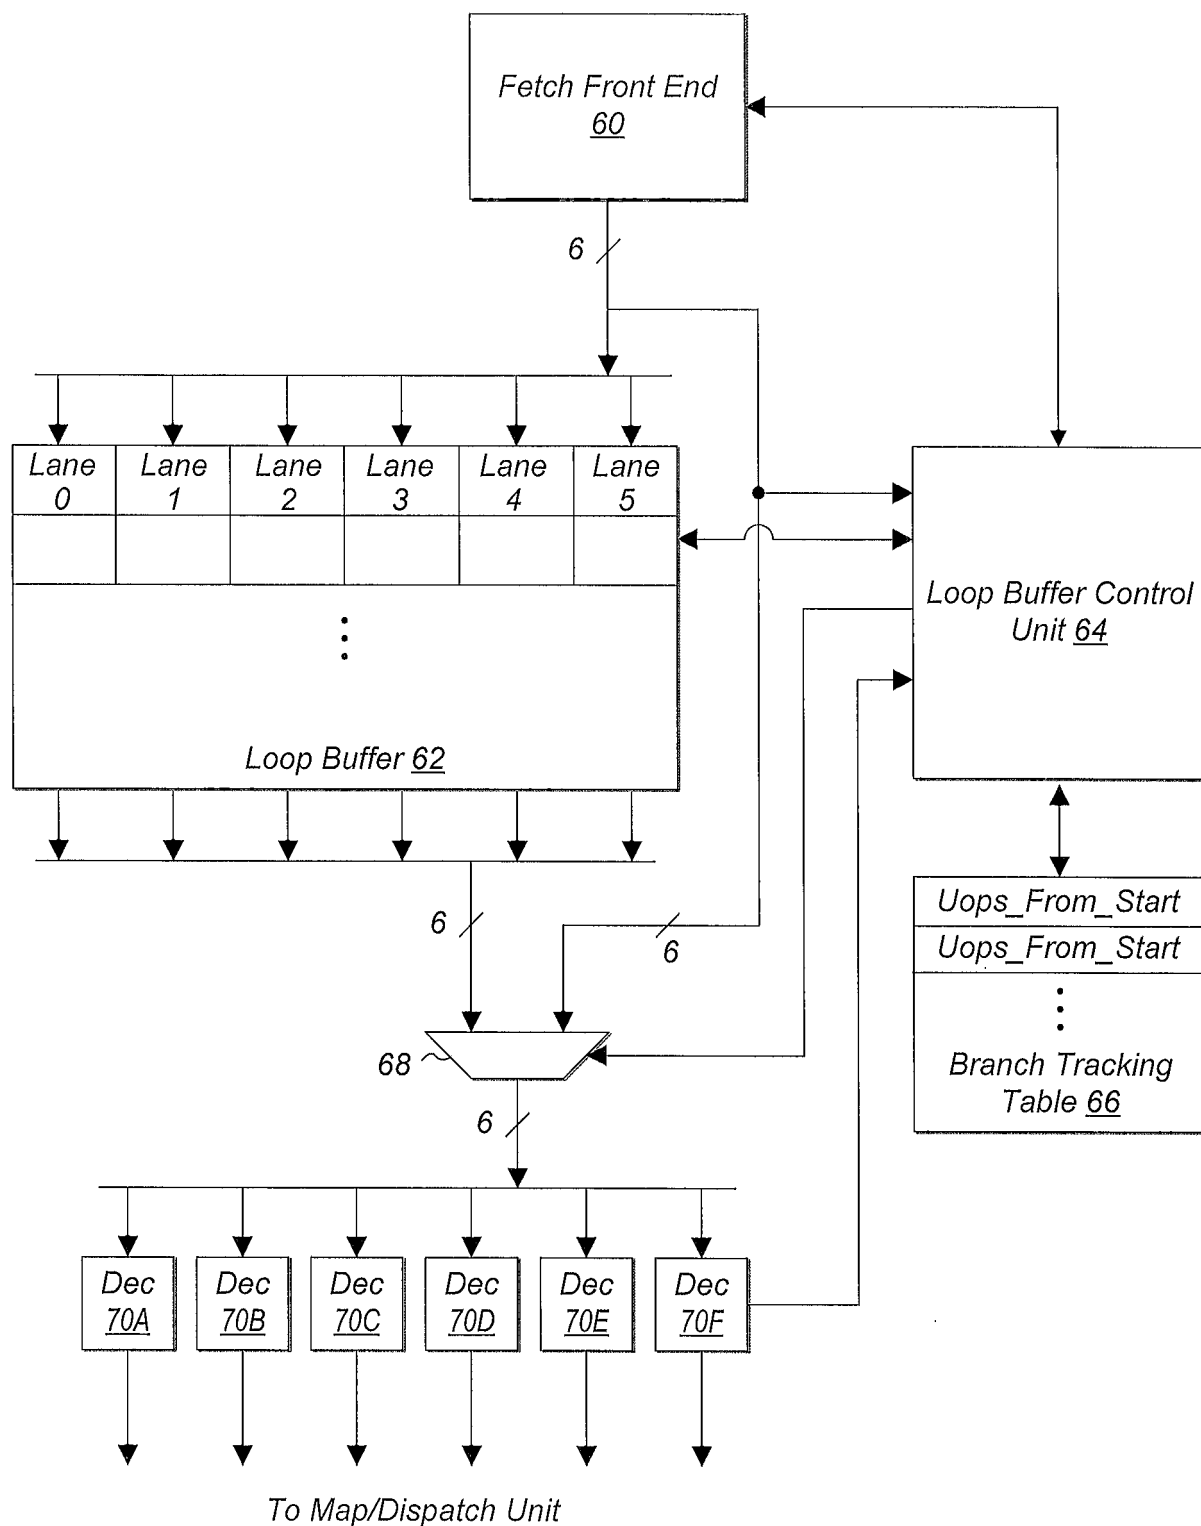 Fetch Front End
60
6
Lane
0
Lane
1
Lane
2
Lane
3
Lane
4
Lane
5
Loop Buffer Control
Unit 64
Loop Buffer 62
Uops_From_Start
Uops_From_Start
6
6
Branch Tracking
Table 66
68
6
Dec
70A
Dec
70B
Dec
70C
Dec
70D
Dec
70E
Dec
70F
To Map/Dispatch Unit